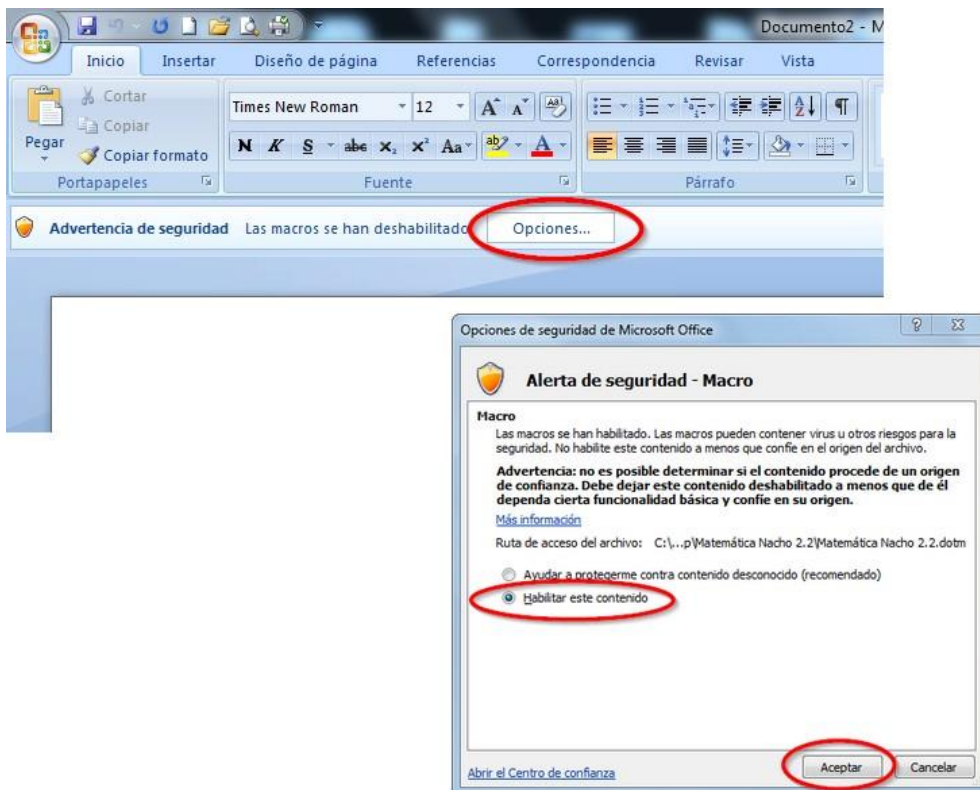 Documento2 - M
Inicio Insertar Diseño de página Referencias Correspondencia Revisar Vista
Pegar
Cortar
Copiar
Copiar formato
Portapapeles
Times New Roman 12
N K S abc x₂ x² Aa ab A
Fuente
Párrafo
Advertencia de seguridad Las macros se han deshabilitado Opciones...
Opciones de seguridad de Microsoft Office
Alerta de seguridad - Macro
Macro
Las macros se han habilitado. Las macros pueden contener virus u otros riesgos para la
seguridad. No habilite este contenido a menos que confíe en el origen del archivo.
Advertencia: no es posible determinar si el contenido procede de un origen
de confianza. Debe dejar este contenido deshabilitado a menos que de él
dependa cierta funcionalidad básica y confíe en su origen.
Más información
Ruta de acceso del archivo: C:\...p\Matemática Nacho 2.2\Matemática Nacho 2.2.dotm
Ayudar a protegerme contra contenido desconocido (recomendado)
Habilitar este contenido
Abrir el Centro de confianza
Aceptar Cancelar